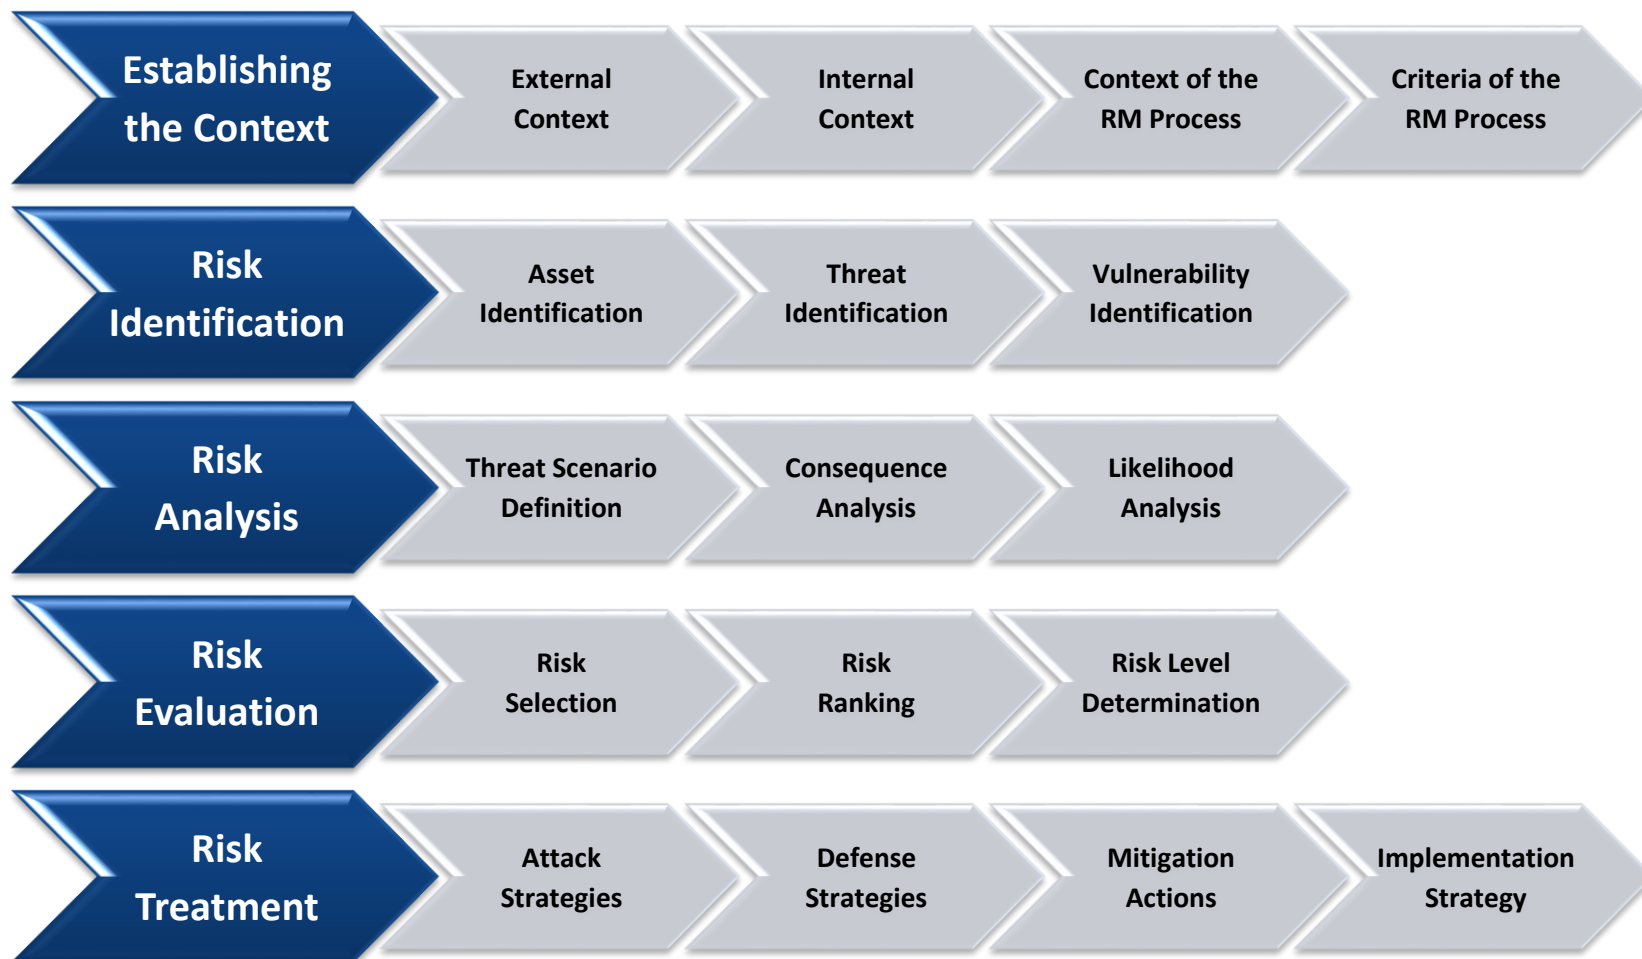 Establishing
the Context
External
Context
Internal
Context
Context of the
RM Process
Criteria of the
RM Process
Risk
Identification
Asset
Identification
Threat
Identification
Vulnerability
Identification
Risk
Analysis
Threat Scenario
Definition
Consequence
Analysis
Likelihood
Analysis
Risk
Evaluation
Risk
Selection
Risk
Ranking
Risk Level
Determination
Risk
Treatment
Attack
Strategies
Defense
Strategies
Mitigation
Actions
Implementation
Strategy